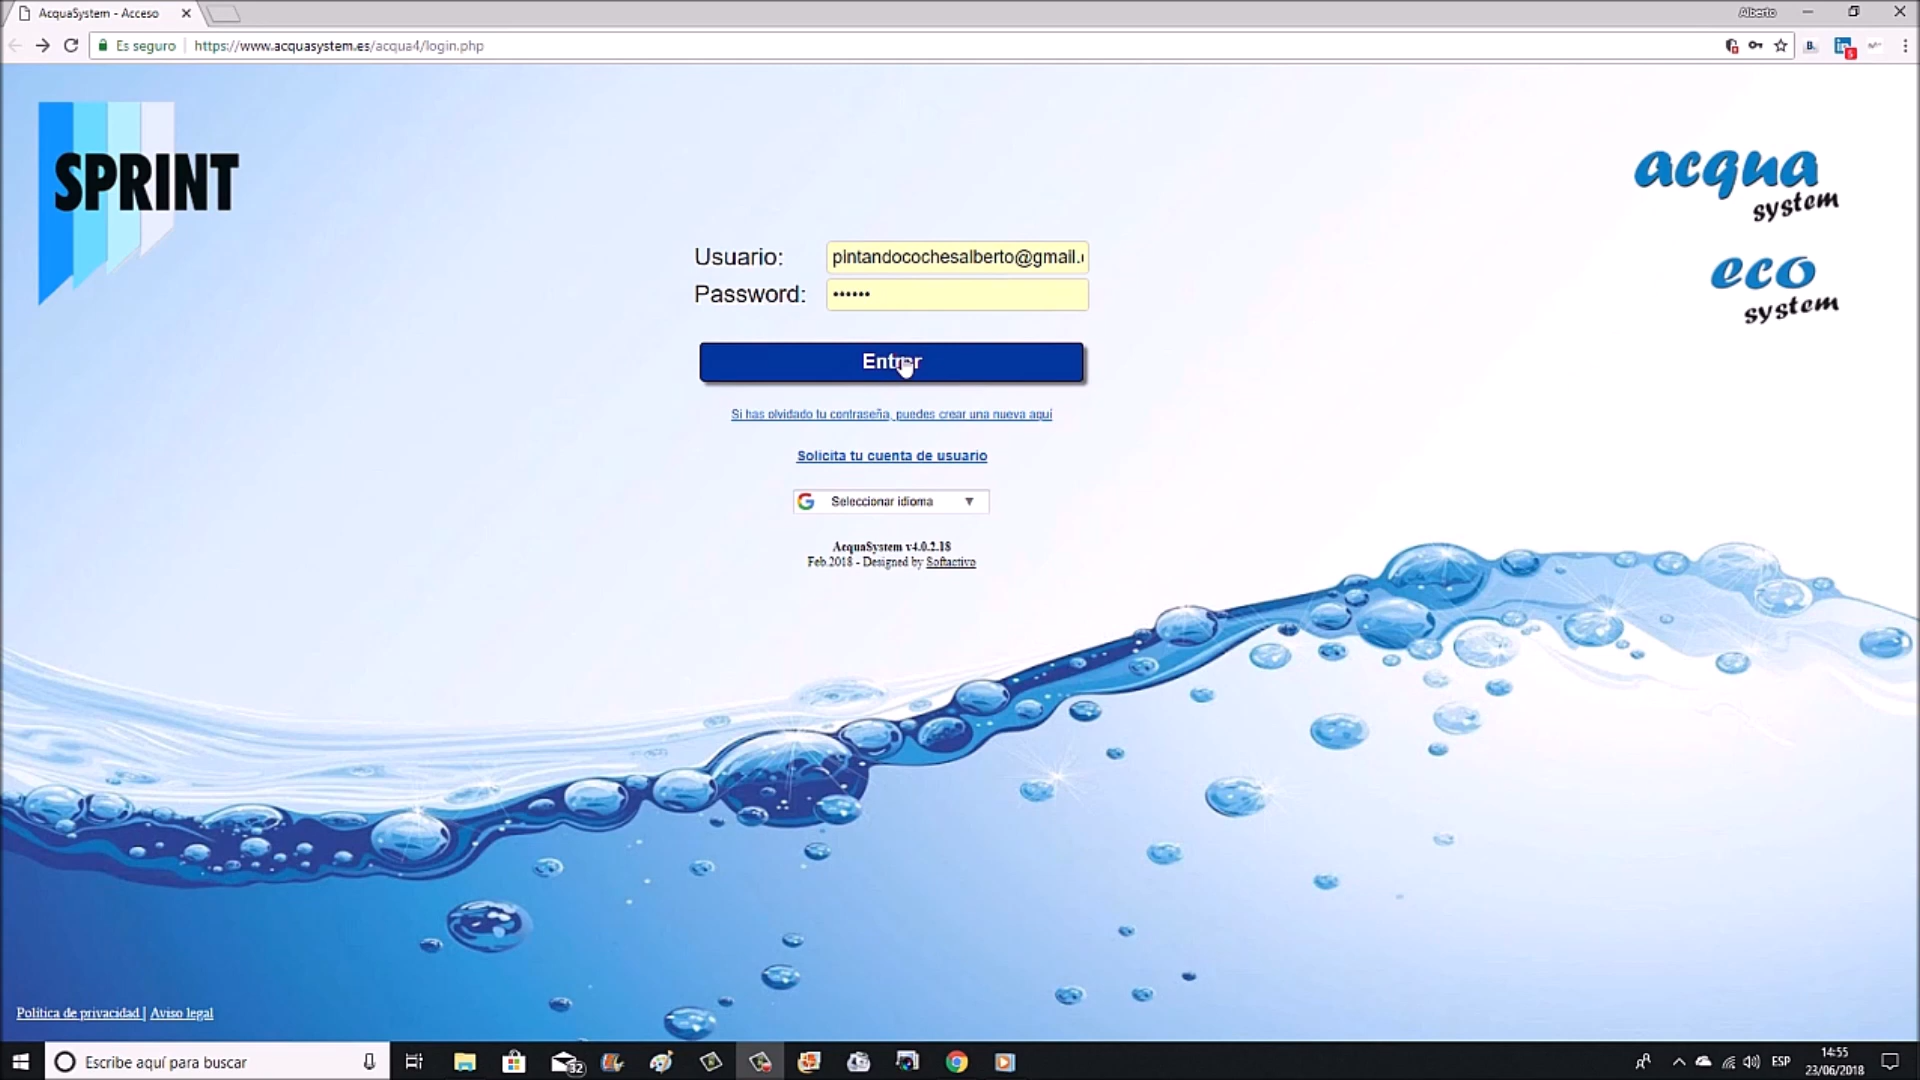 AcquaSystem - Acceso
Alberto
Es seguro
https://www.acquasystem.es/acqua4/login.php
SPRINT
acqua
system
eco
system
Usuario: pintandocochesalberto@gmail.
Password: ••••••
Entrar
Si has olvidado tu contraseña, puedes crear una nueva aquí
Solicita tu cuenta de usuario
Seleccionar idioma
AcquaSystem v4.0.2.18
Feb.2018 - Designed by Softactivo
Política de privacidad | Aviso legal
Escribe aquí para buscar
32
ESP
14:55
23/06/2018